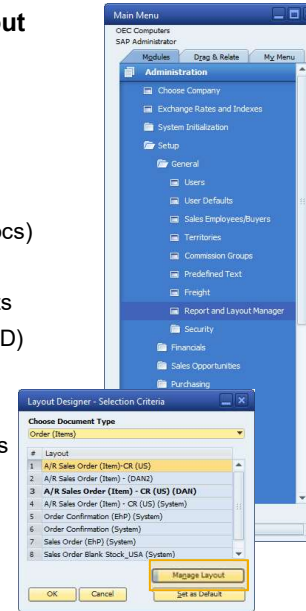 out
ocs)
ts
D)
s
Main Menu
OEC Computers
SAP Administrator
Modules Drag & Relate My Menu
Administration
Choose Company
Exchange Rates and Indexes
System Initialization
Setup
General
Users
User Defaults
Sales Employees/Buyers
Territories
Commission Groups
Predefined Text
Freight
Report and Layout Manager
Security
Financials
Sales Opportunities
Purchasing
Layout Designer - Selection Criteria
Choose Document Type
Order (Items)
# Layout
1 A/R Sales Order (Item)-CR (US)
2 A/R Sales Order (Item) - (DAN2)
3 A/R Sales Order (Item) - CR (US) (DAN)
4 A/R Sales Order (Item) - CR (US) (System)
5 Order Confirmation (EhP) (System)
6 Order Confirmation (System)
7 Sales Order (EhP) (System)
8 Sales Order Blank Stock_USA (System)
Manage Layout
OK Cancel Set as Default